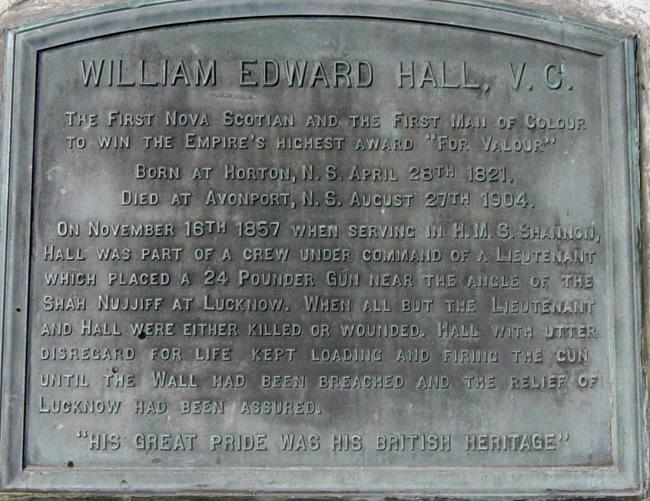 WILLIAM EDWARD HALL, V. C.
THE FIRST NOVA SCOTIAN AND THE FIRST MAN OF COLOUR
TO WIN THE EMPIRE'S HIGHEST AWARD "FOR VALOUR"
BORN AT HORTON, N. S. APRIL 28TH 1821.
DIED AT AVONPORT, N. S. AUGUST 27TH 1904.
ON NOVEMBER 16TH 1857 WHEN SERVING IN H. M. S. SHANNON,
HALL WAS PART OF A CREW UNDER COMMAND OF A LIEUTENANT
WHICH PLACED A 24 POUNDER GUN NEAR THE ANGLE OF THE
SHAH NUJJIFF AT LUCKNOW. WHEN ALL BUT THE LIEUTENANT
AND HALL WERE EITHER KILLED OR WOUNDED. HALL WITH UTTER
DISREGARD FOR LIFE KEPT LOADING AND FIRING THE GUN
UNTIL THE WALL HAD BEEN BREACHED AND THE RELIEF OF
LUCKNOW HAD BEEN ASSURED.
"HIS GREAT PRIDE WAS HIS BRITISH HERITAGE"